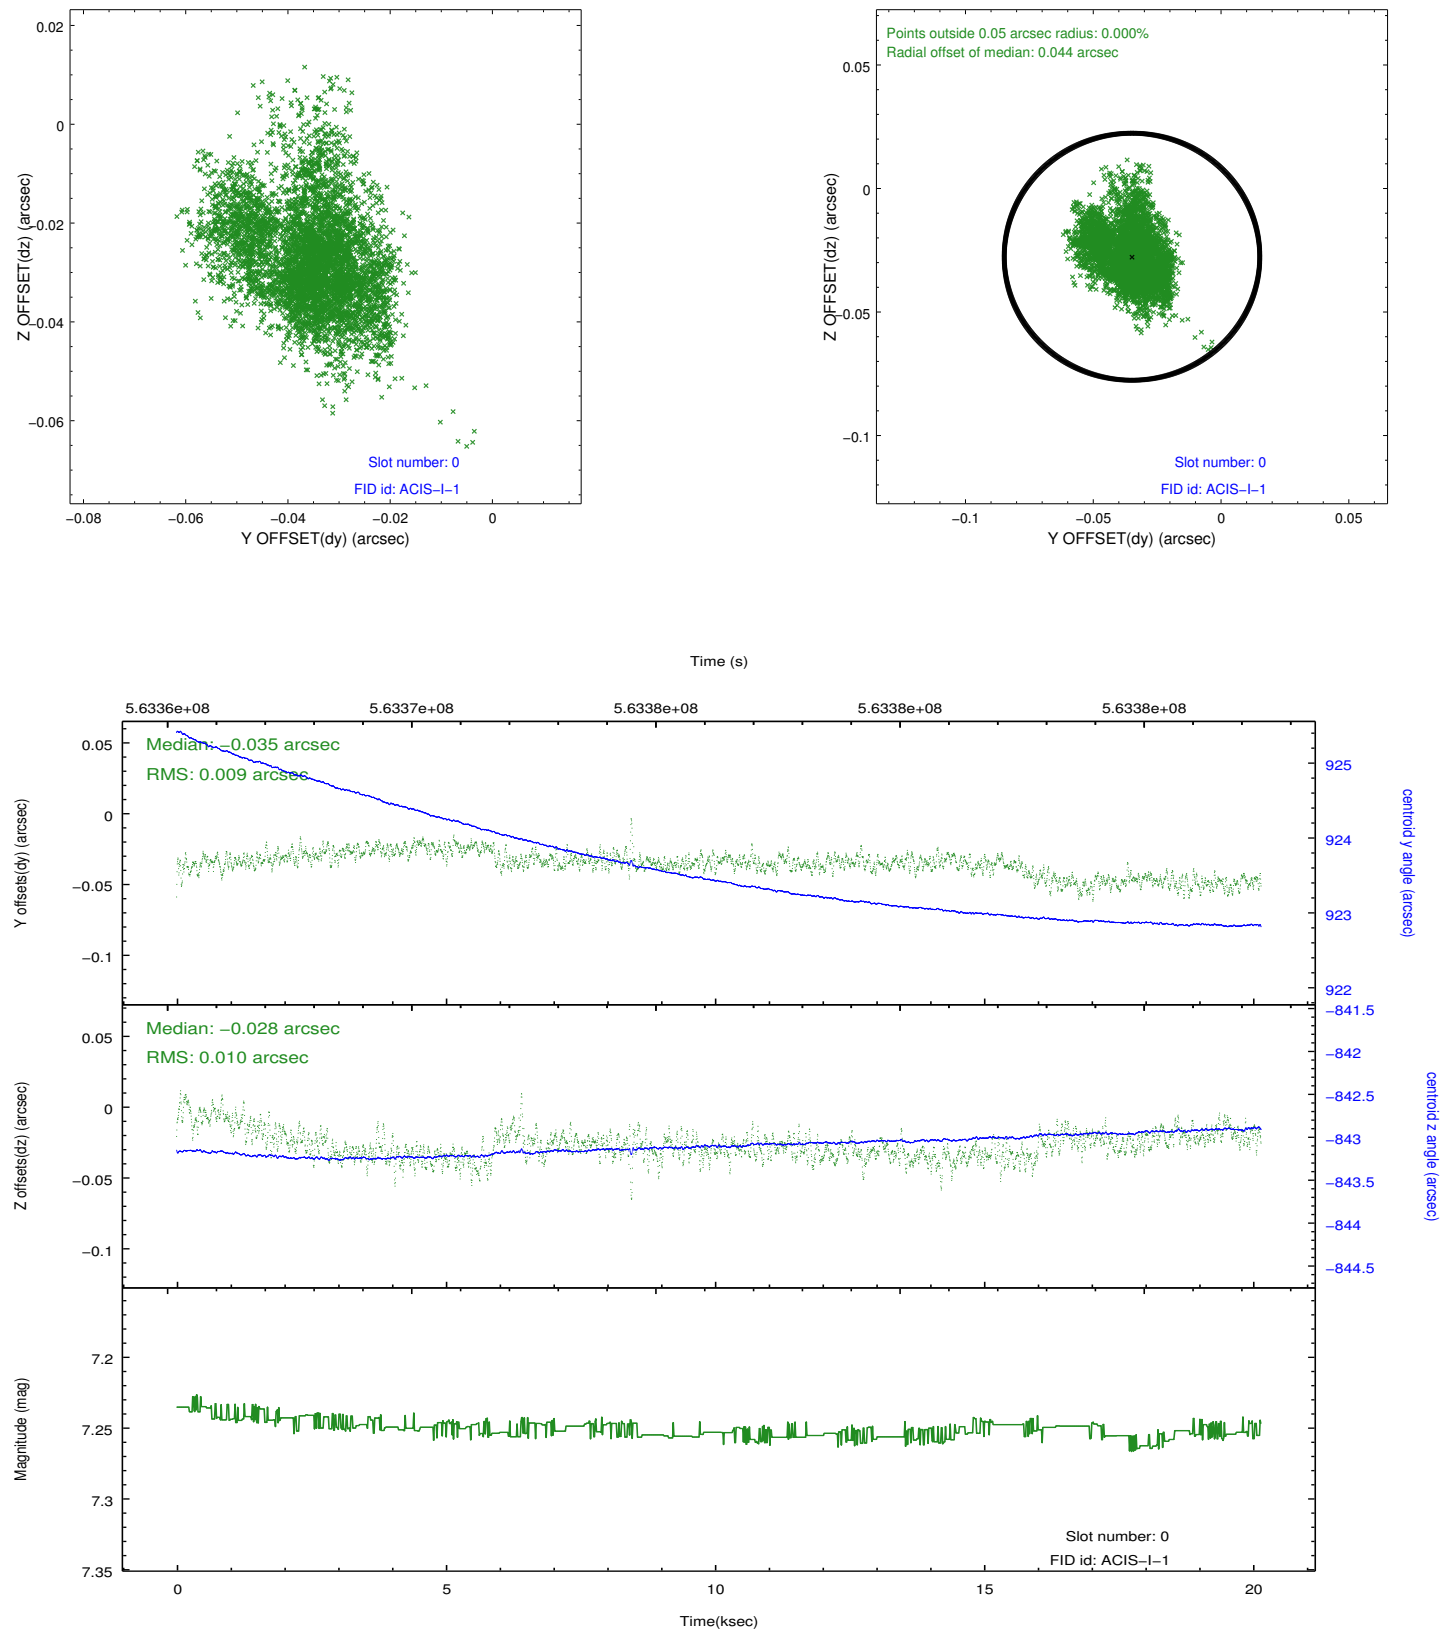 0.02
0
−0.02
−0.04
−0.06
Z OFFSET(dz) (arcsec)
Slot number: 0
FID id: ACIS−I−1
−0.08
−0.06
−0.04
−0.02
0
Y OFFSET(dy) (arcsec)
Points outside 0.05 arcsec radius: 0.000%
Radial offset of median: 0.044 arcsec
0.05
0
−0.05
−0.1
Z OFFSET(dz) (arcsec)
Slot number: 0
FID id: ACIS−I−1
−0.1
−0.05
0
0.05
Y OFFSET(dy) (arcsec)
Time (s)
5.6336e+08
5.6337e+08
5.6338e+08
5.6338e+08
5.6338e+08
Median: −0.035 arcsec
RMS: 0.009 arcsec
0.05
0
−0.05
−0.1
Y offsets(dy) (arcsec)
925
924
923
922
centroid y angle (arcsec)
Median: −0.028 arcsec
RMS: 0.010 arcsec
0.05
0
−0.05
−0.1
Z offsets(dz) (arcsec)
−841.5
−842
−842.5
−843
−843.5
−844
−844.5
centroid z angle (arcsec)
7.2
7.25
7.3
7.35
Magnitude (mag)
Slot number: 0
FID id: ACIS−I−1
0
5
10
15
20
Time(ksec)